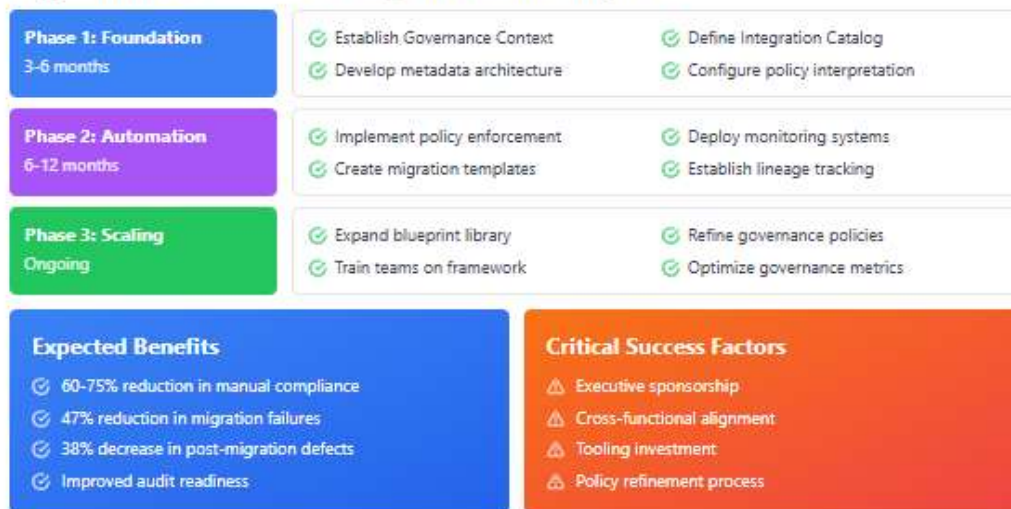 Phase 1: Foundation
3-6 months
Establish Governance Context
Define Integration Catalog
Develop metadata architecture
Configure policy interpretation
Phase 2: Automation
6-12 months
Implement policy enforcement
Deploy monitoring systems
Create migration templates
Establish lineage tracking
Phase 3: Scaling
Ongoing
Expand blueprint library
Refine governance policies
Train teams on framework
Optimize governance metrics
Expected Benefits
60-75% reduction in manual compliance
47% reduction in migration failures
38% decrease in post-migration defects
Improved audit readiness
Critical Success Factors
Executive sponsorship
Cross-functional alignment
Tooling investment
Policy refinement process